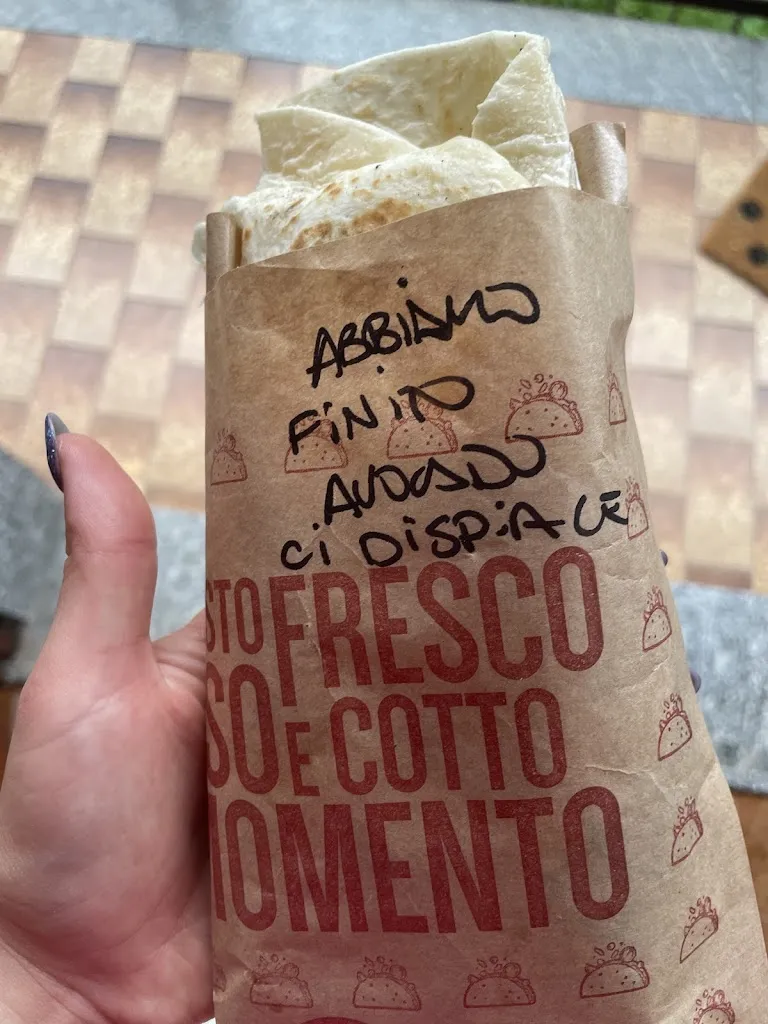 ABBiAMO
FiNiTO
AVOCADO
Ci DiSPiACE
STO FRESCO
SO E COTTO
MOMENTO